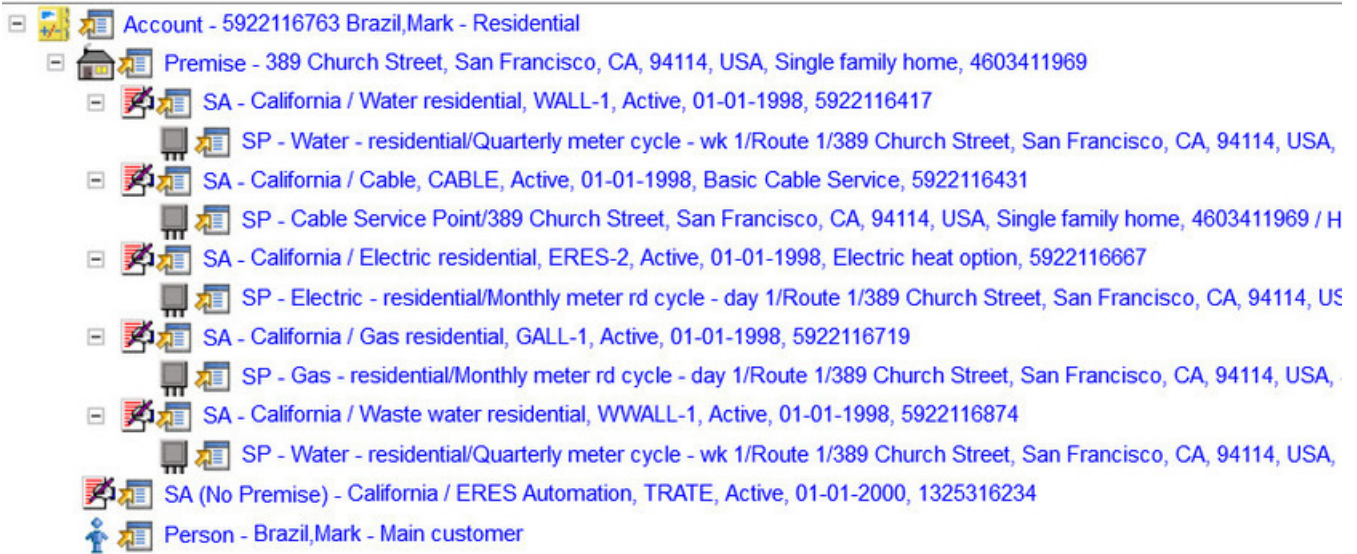 Account - 5922116763 Brazil,Mark - Residential
Premise - 389 Church Street, San Francisco, CA, 94114, USA, Single family home, 4603411969
SA - California / Water residential, WALL-1, Active, 01-01-1998, 5922116417
SP - Water - residential/Quarterly meter cycle - wk 1/Route 1/389 Church Street, San Francisco, CA, 94114, USA,
SA - California / Cable, CABLE, Active, 01-01-1998, Basic Cable Service, 5922116431
SP - Cable Service Point/389 Church Street, San Francisco, CA, 94114, USA, Single family home, 4603411969 / H
SA - California / Electric residential, ERES-2, Active, 01-01-1998, Electric heat option, 5922116667
SP - Electric - residential/Monthly meter rd cycle - day 1/Route 1/389 Church Street, San Francisco, CA, 94114, US
SA - California / Gas residential, GALL-1, Active, 01-01-1998, 5922116719
SP - Gas - residential/Monthly meter rd cycle - day 1/Route 1/389 Church Street, San Francisco, CA, 94114, USA,
SA - California / Waste water residential, WWALL-1, Active, 01-01-1998, 5922116874
SP - Water - residential/Quarterly meter cycle - wk 1/Route 1/389 Church Street, San Francisco, CA, 94114, USA,
SA (No Premise) - California / ERES Automation, TRATE, Active, 01-01-2000, 1325316234
Person - Brazil,Mark - Main customer